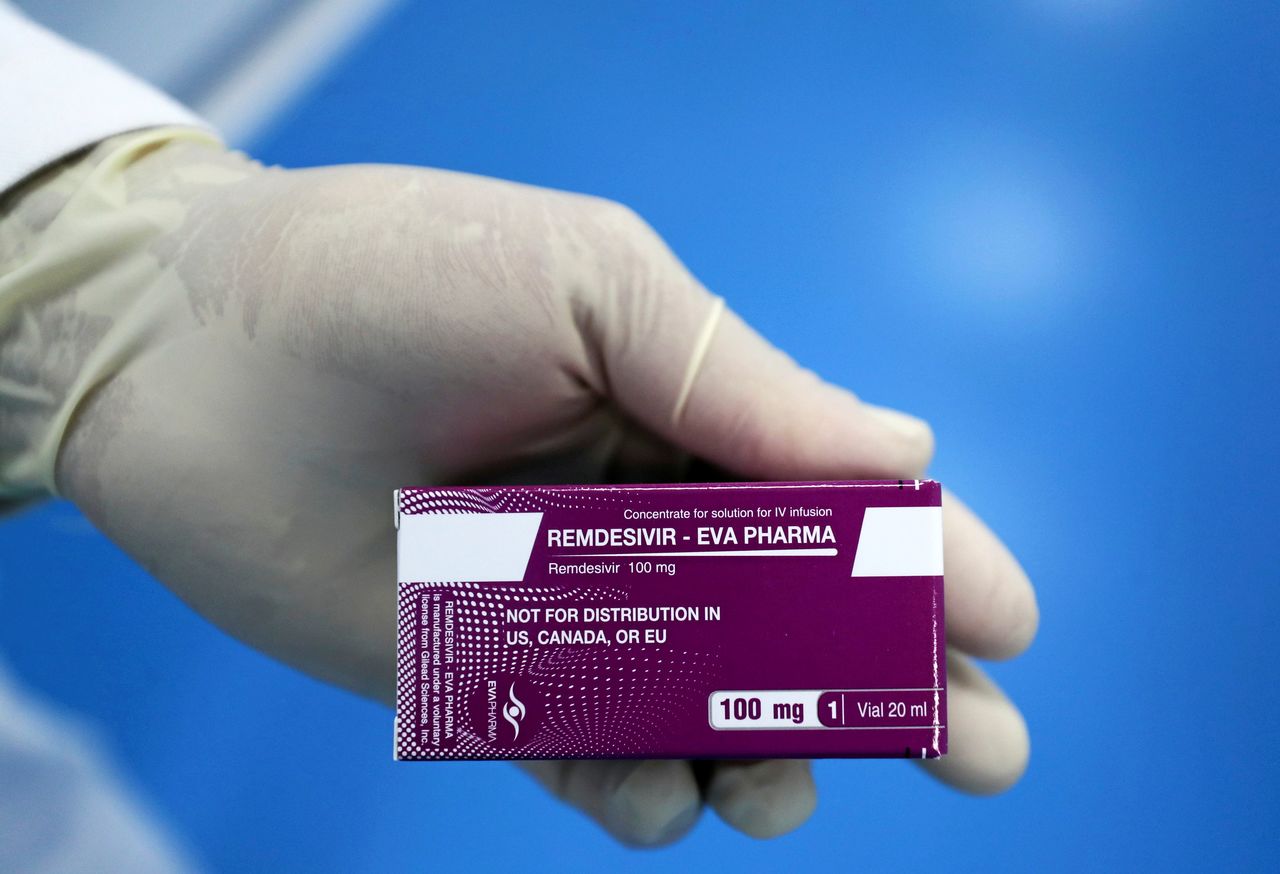 Concentrate for solution for IV infusion
REMDESIVIR - EVA PHARMA
Remdesivir 100 mg
NOT FOR DISTRIBUTION IN
US, CANADA, OR EU
100 mg 1 Vial 20 ml
EVAPHARMA
REMDESIVIR - EVA PHARMA
is manufactured under a voluntary
license from Gilead Sciences, Inc.